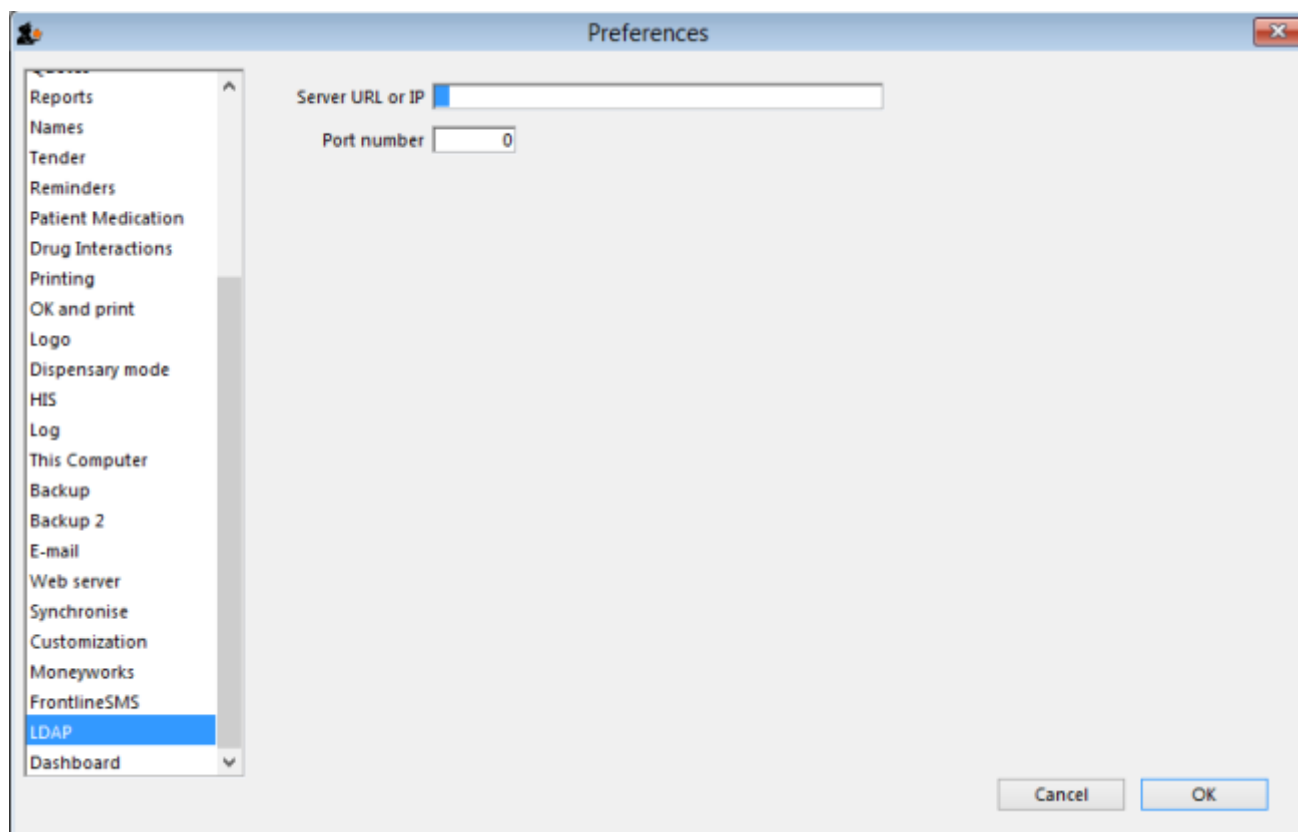 Preferences
Reports
Names
Tender
Reminders
Patient Medication
Drug Interactions
Printing
OK and print
Logo
Dispensary mode
HIS
Log
This Computer
Backup
Backup 2
E-mail
Web server
Synchronise
Customization
Moneyworks
FrontlineSMS
LDAP
Dashboard
Server URL or IP
Port number 0
Cancel OK